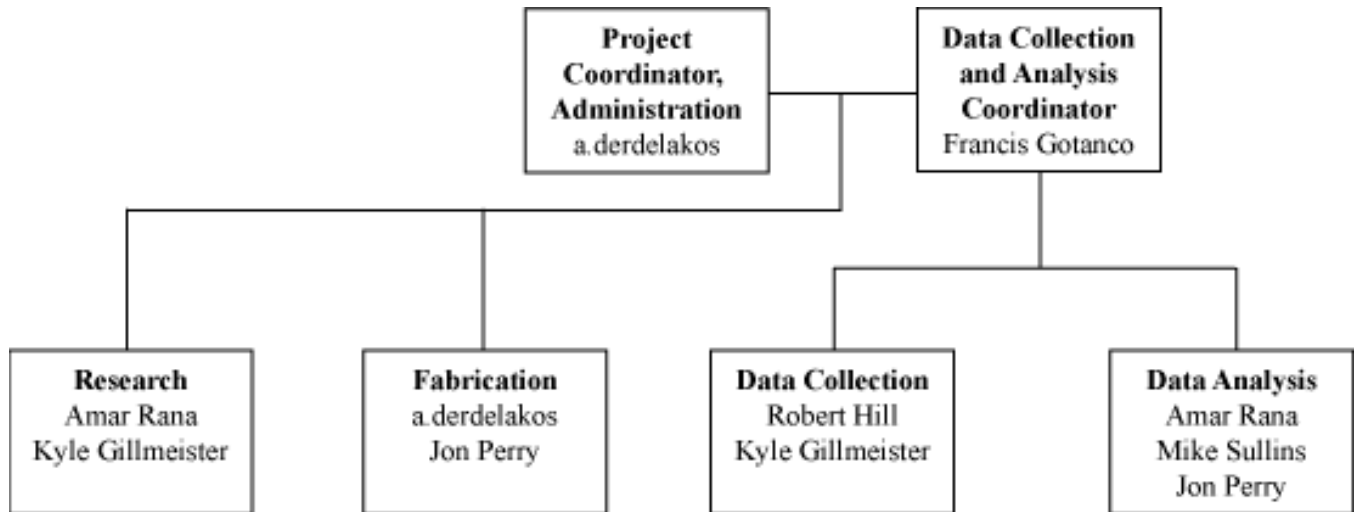 Project
Coordinator,
Administration
a.derdelakos
Data Collection
and Analysis
Coordinator
Francis Gotanco
Research
Amar Rana
Kyle Gillmeister
Fabrication
a.derdelakos
Jon Perry
Data Collection
Robert Hill
Kyle Gillmeister
Data Analysis
Amar Rana
Mike Sullins
Jon Perry